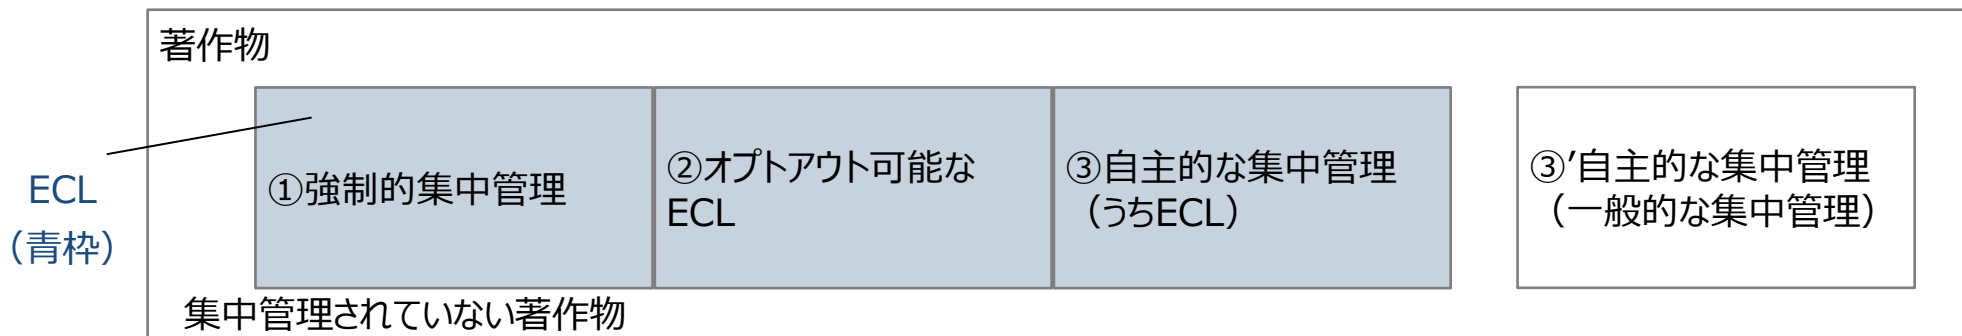 著作物
ECL
（青枠）
①強制的集中管理
②オプトアウト可能な
ECL
③自主的な集中管理
（うちECL）
③’自主的な集中管理
（一般的な集中管理）
集中管理されていない著作物